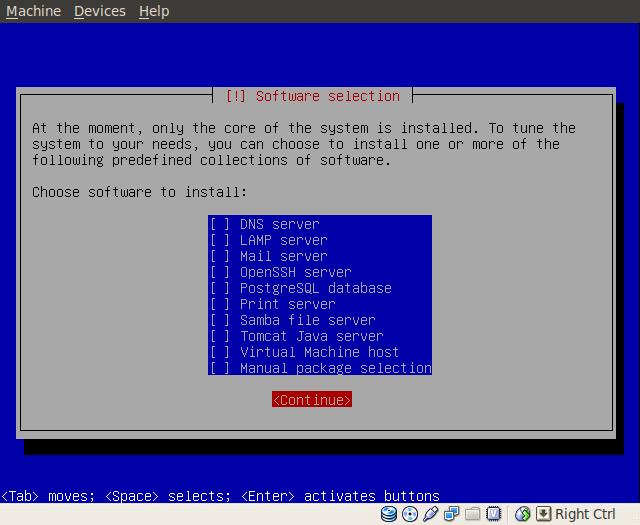 Machine Devices Help
[!] Software selection
At the moment, only the core of the system is installed. To tune the
system to your needs, you can choose to install one or more of the
following predefined collections of software.
Choose software to install:
[ ] DNS server
[ ] LAMP server
[ ] Mail server
[ ] OpenSSH server
[ ] PostgreSQL database
[ ] Print server
[ ] Samba file server
[ ] Tomcat Java server
[ ] Virtual Machine host
[ ] Manual package selection
<Continue>
<Tab> moves; <Space> selects; <Enter> activates buttons
Right Ctrl